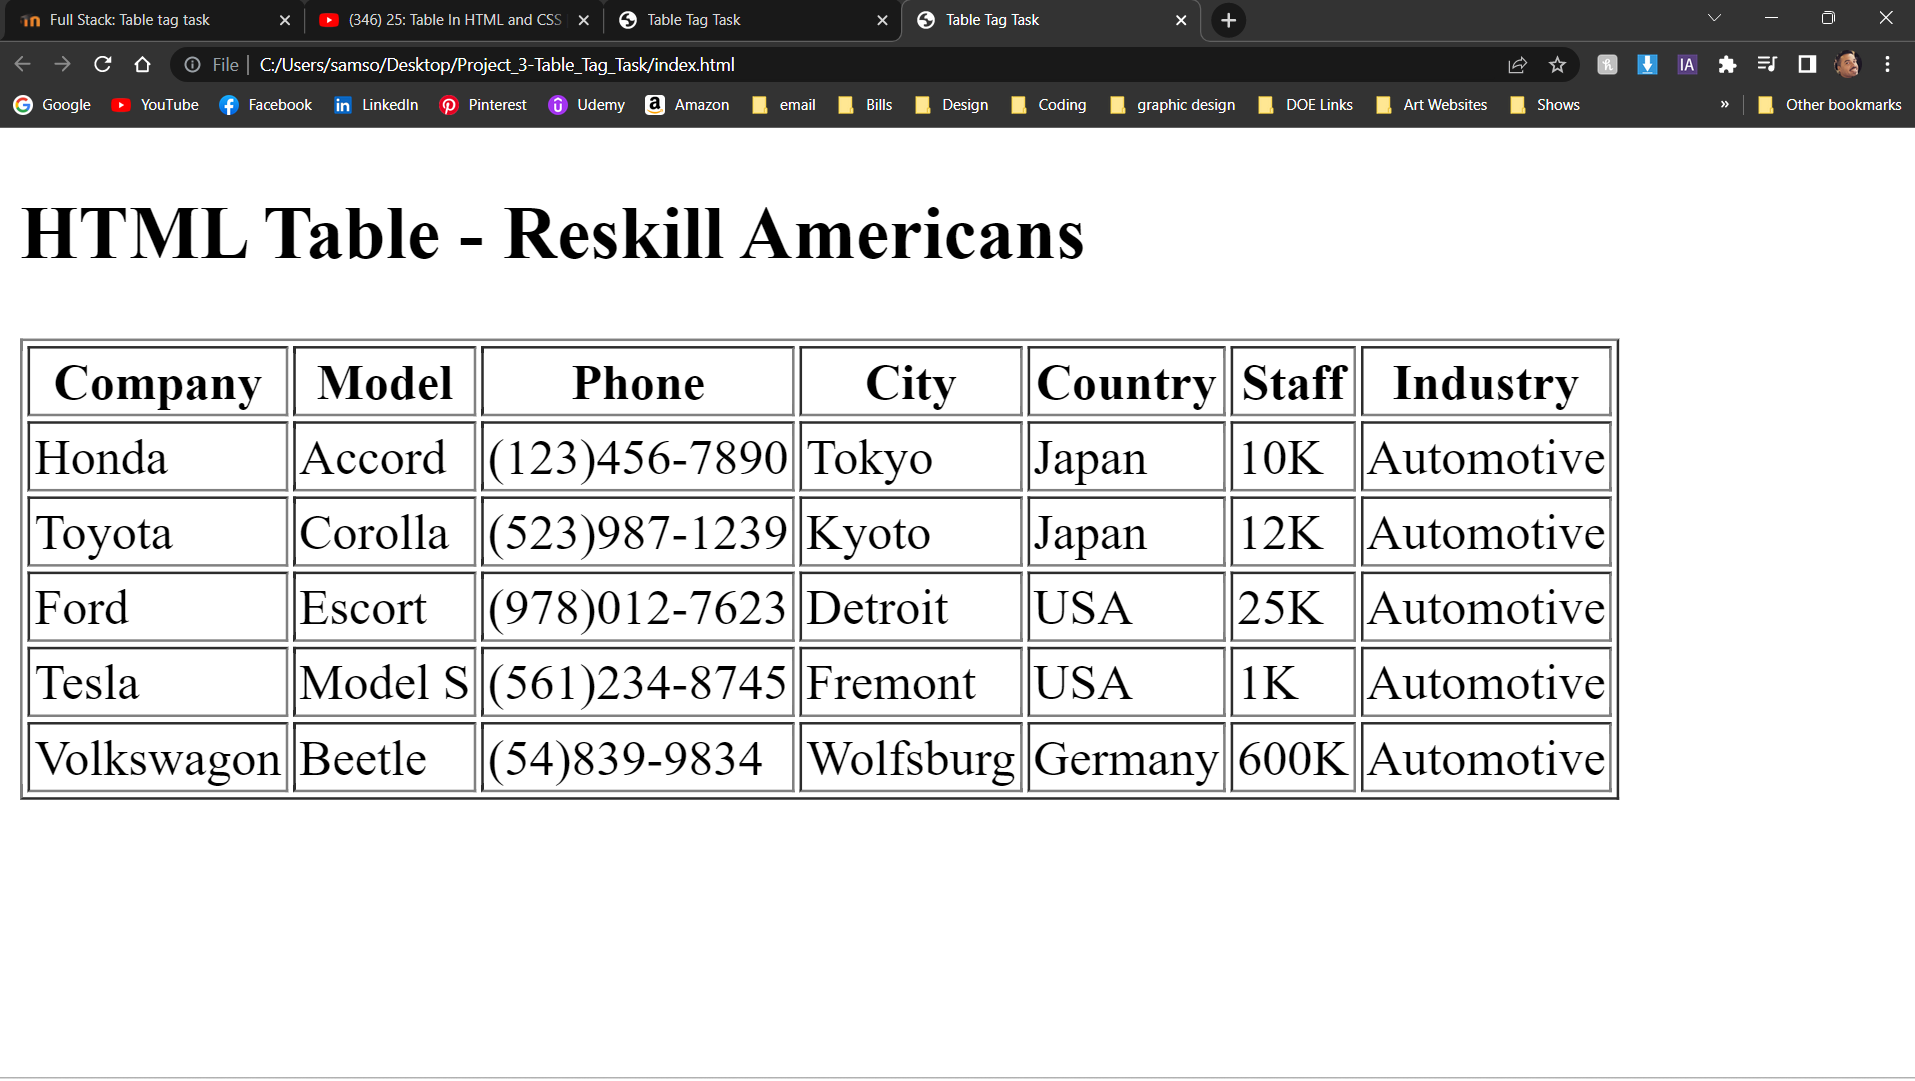 Full Stack: Table tag task (346) 25: Table In HTML and CSS Table Tag Task Table Tag Task
File C:/Users/samso/Desktop/Project_3-Table_Tag_Task/index.html IA
Google YouTube Facebook in LinkedIn Pinterest Udemy a Amazon email Bills Design Coding graphic design DOE Links Art Websites Shows » Other bookmarks
HTML Table - Reskill Americans
Company Model Phone City Country Staff Industry
Honda Accord (123)456-7890 Tokyo Japan 10K Automotive
Toyota Corolla (523)987-1239 Kyoto Japan 12K Automotive
Ford Escort (978)012-7623 Detroit USA 25K Automotive
Tesla Model S (561)234-8745 Fremont USA 1K Automotive
Volkswagon Beetle (54)839-9834 Wolfsburg Germany 600K Automotive